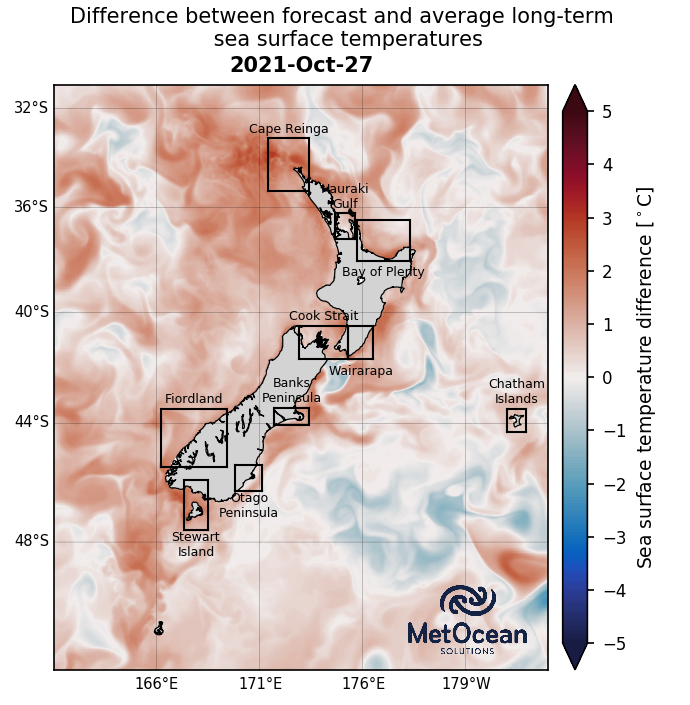 Difference between forecast and average long-term
sea surface temperatures
2021-Oct-27
32°S
36°S
40°S
44°S
48°S
166°E
171°E
176°E
179°W
Cape Reinga
Hauraki
Gulf
Bay of Plenty
Cook Strait
Wairarapa
Banks
Peninsula
Fiordland
Chatham
Islands
Otago
Peninsula
Stewart
Island
MetOcean
SOLUTIONS
5
4
3
2
1
0
−1
−2
−3
−4
−5
Sea surface temperature difference [°C]